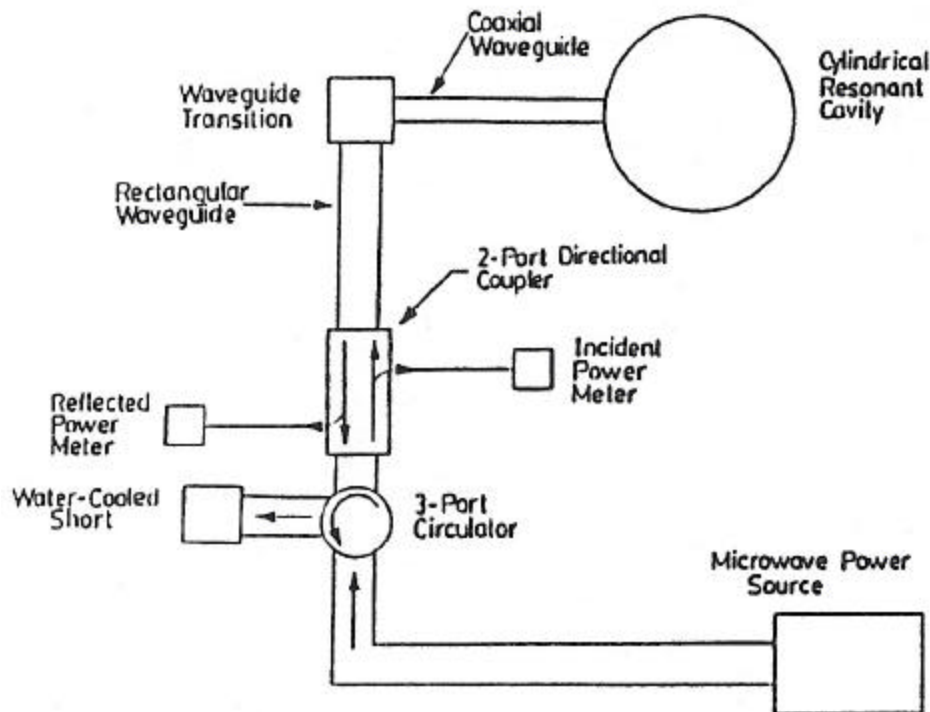 Coaxial
Waveguide
Cylindrical
Resonant
Cavity
Waveguide
Transition
Rectangular
Waveguide
2-Port Directional
Coupler
Incident
Power
Meter
Reflected
Power
Meter
Water-Cooled
Short
3-Port
Circulator
Microwave Power
Source